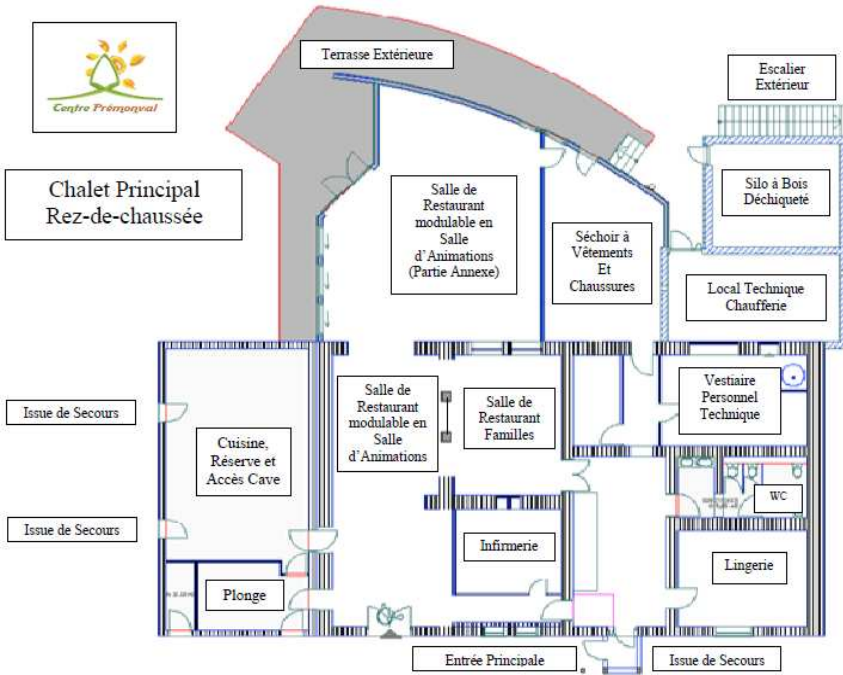 Centre Prémonval
Chalet Principal
Rez-de-chaussée
Terrasse Extérieure
Escalier
Extérieur
Silo à Bois
Déchiqueté
Salle de
Restaurant
modulable en
Salle
d'Animations
(Partie Annexe)
Séchoir à
Vêtements
Et
Chaussures
Local Technique
Chaufferie
Issue de Secours
Cuisine,
Réserve et
Accès Cave
Salle de
Restaurant
modulable en
Salle
d'Animations
Salle de
Restaurant
Familles
Vestiaire
Personnel
Technique
WC
Issue de Secours
Infirmerie
Lingerie
Plonge
Entrée Principale
Issue de Secours